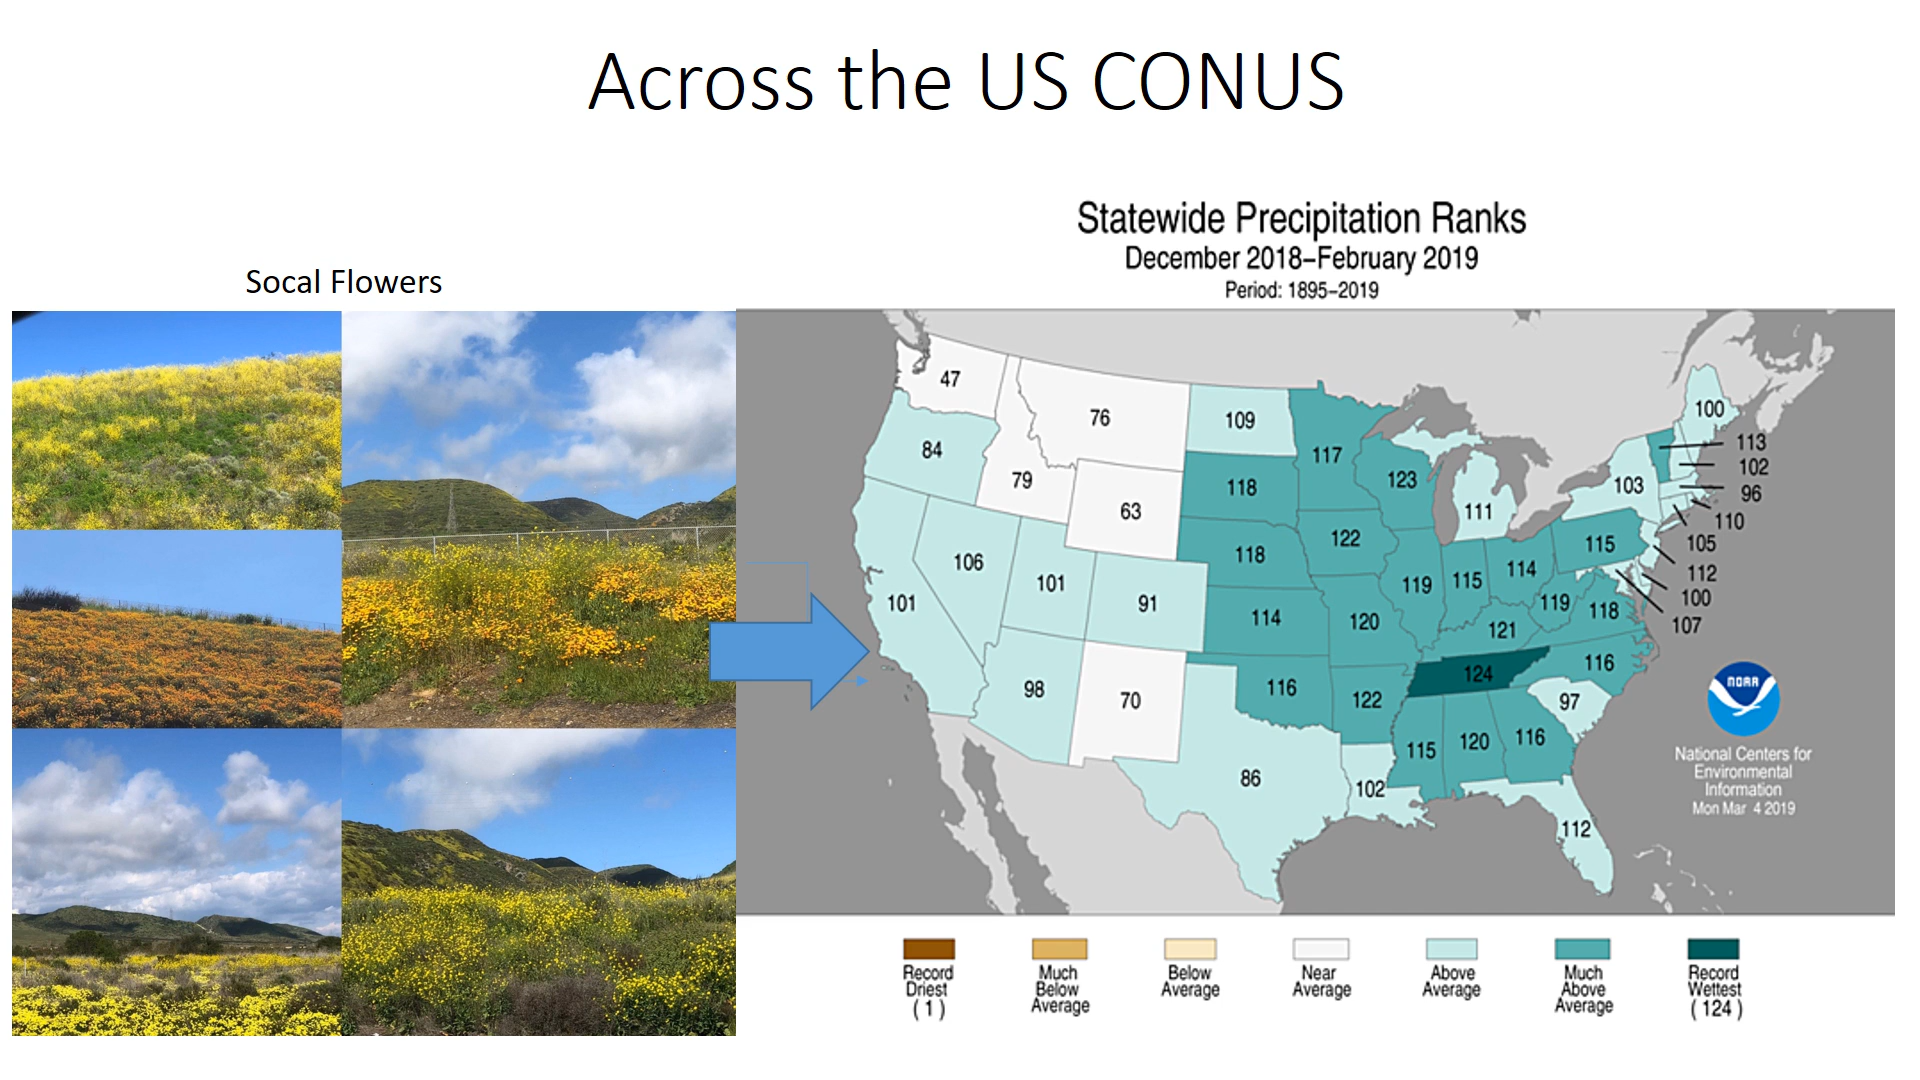 Across the US CONUS
Socal Flowers
Statewide Precipitation Ranks
December 2018–February 2019
Period: 1895–2019
47
76
109
117
100
84
79
63
118
123
111
103
113
102
96
110
105
112
100
107
106
101
101
91
118
122
119
115
114
115
119
118
114
120
121
98
70
116
122
124
116
97
86
102
115
120
116
112
NOAA
National Centers for
Environmental
Information
Mon Mar 4 2019
Record
Driest
( 1 )
Much
Below
Average
Below
Average
Near
Average
Above
Average
Much
Above
Average
Record
Wettest
( 124 )